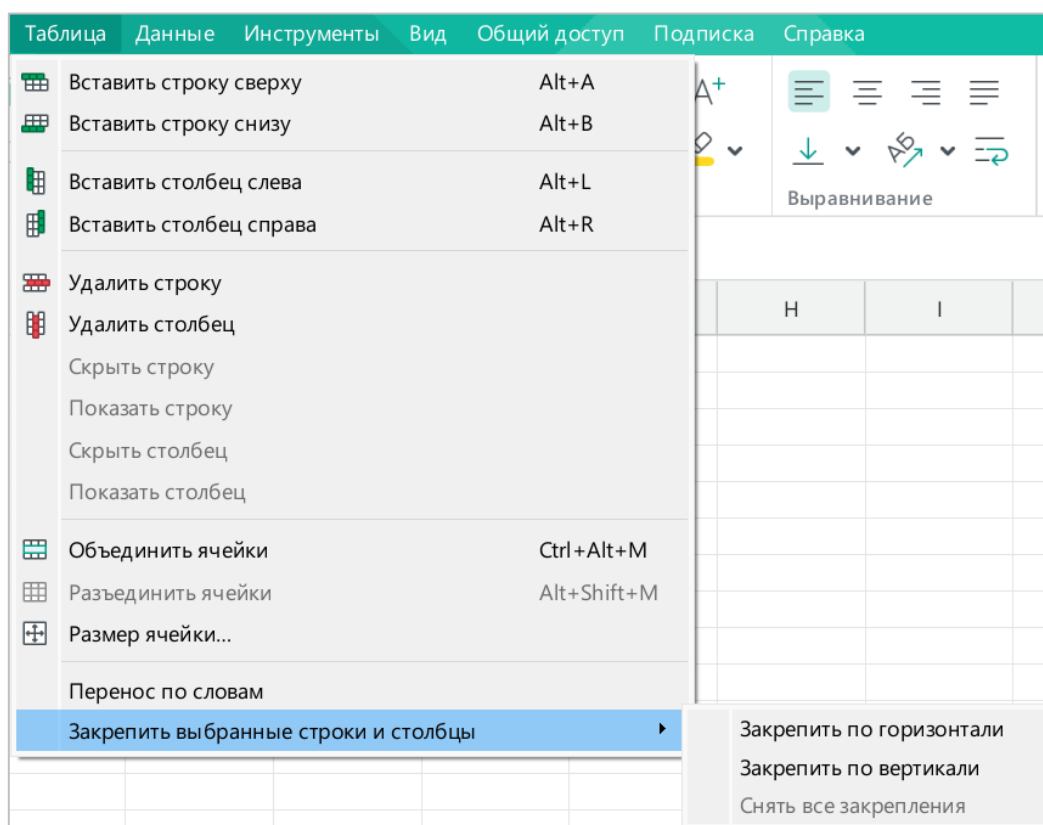 Таблица Данные Инструменты Вид Общий доступ Подписка Справка
Вставить строку сверху Alt+A
Вставить строку снизу Alt+B
Вставить столбец слева Alt+L
Вставить столбец справа Alt+R
Удалить строку
Удалить столбец
Скрыть строку
Показать строку
Скрыть столбец
Показать столбец
Объединить ячейки Ctrl+Alt+M
Разъединить ячейки Alt+Shift+M
Размер ячейки...
Перенос по словам
Закрепить выбранные строки и столбцы
Закрепить по горизонтали
Закрепить по вертикали
Снять все закрепления
A+
АБ
Выравнивание
H I